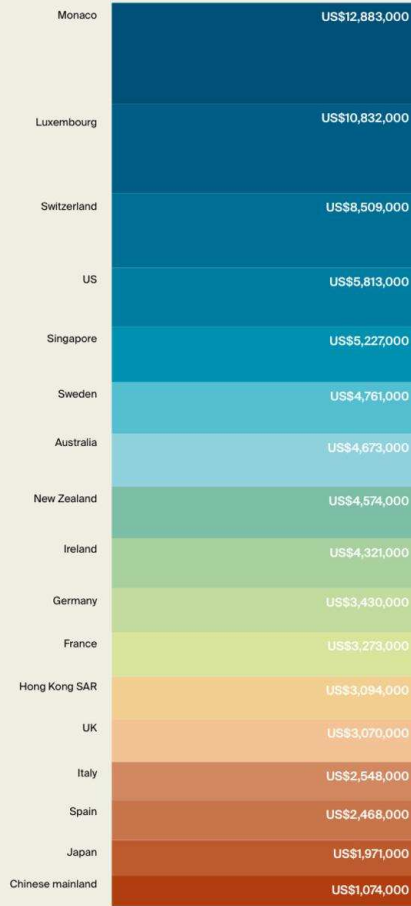 Monaco US$12,883,000
Luxembourg US$10,832,000
Switzerland US$8,509,000
US US$5,813,000
Singapore US$5,227,000
Sweden US$4,761,000
Australia US$4,673,000
New Zealand US$4,574,000
Ireland US$4,321,000
Germany US$3,430,000
France US$3,273,000
Hong Kong SAR US$3,094,000
UK US$3,070,000
Italy US$2,548,000
Spain US$2,468,000
Japan US$1,971,000
Chinese mainland US$1,074,000